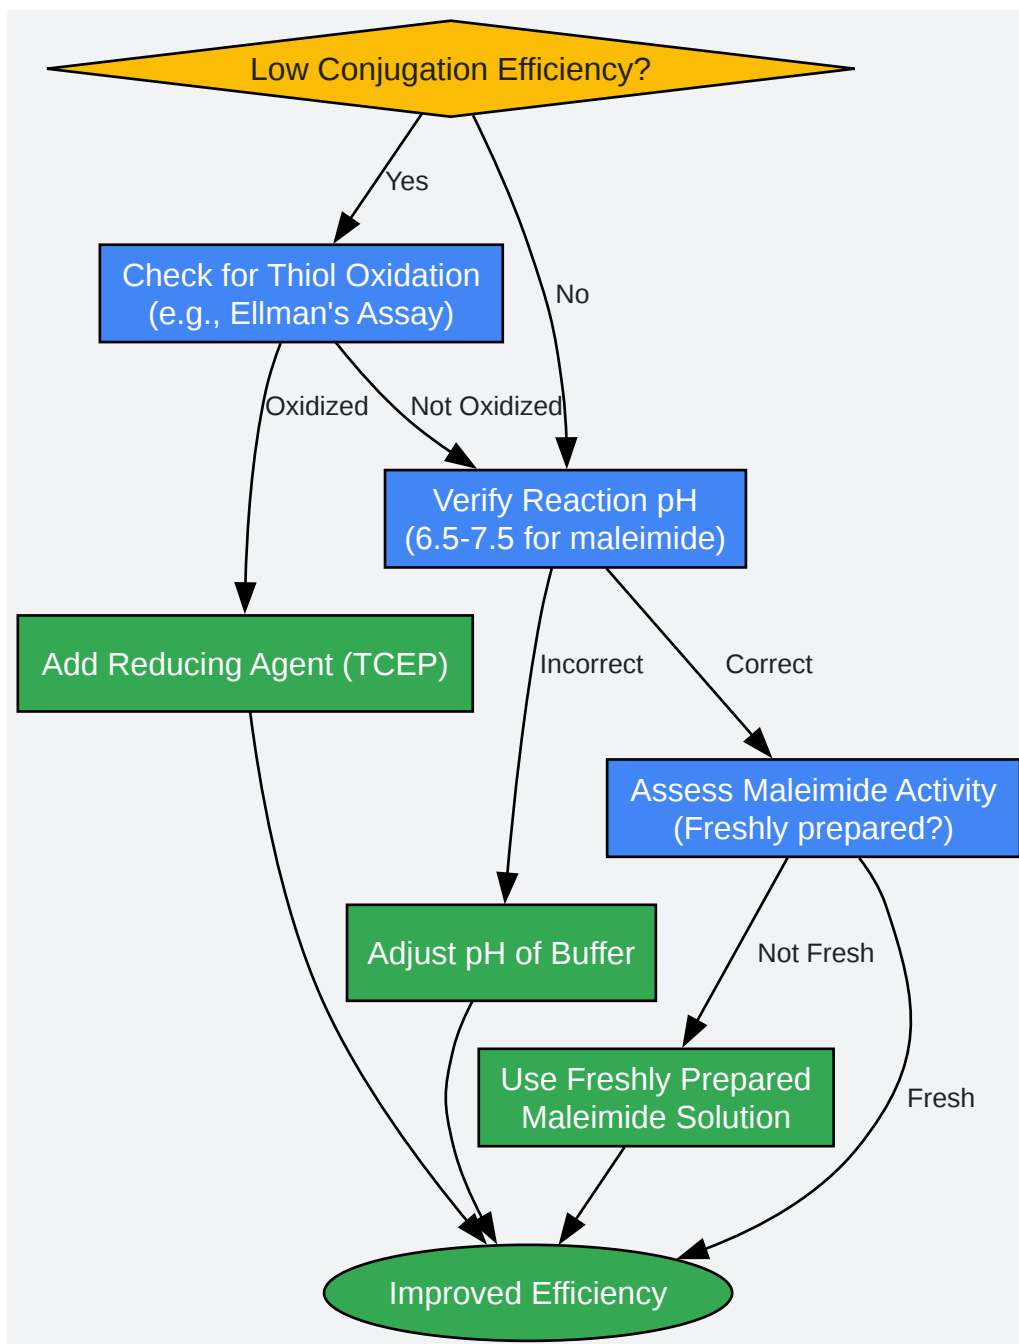 Low Conjugation Efficiency?
Yes
Check for Thiol Oxidation
(e.g., Ellman's Assay)
No
Oxidized
Not Oxidized
Verify Reaction pH
(6.5-7.5 for maleimide)
Add Reducing Agent (TCEP)
Incorrect
Correct
Assess Maleimide Activity
(Freshly prepared?)
Adjust pH of Buffer
Not Fresh
Use Freshly Prepared
Maleimide Solution
Fresh
Improved Efficiency